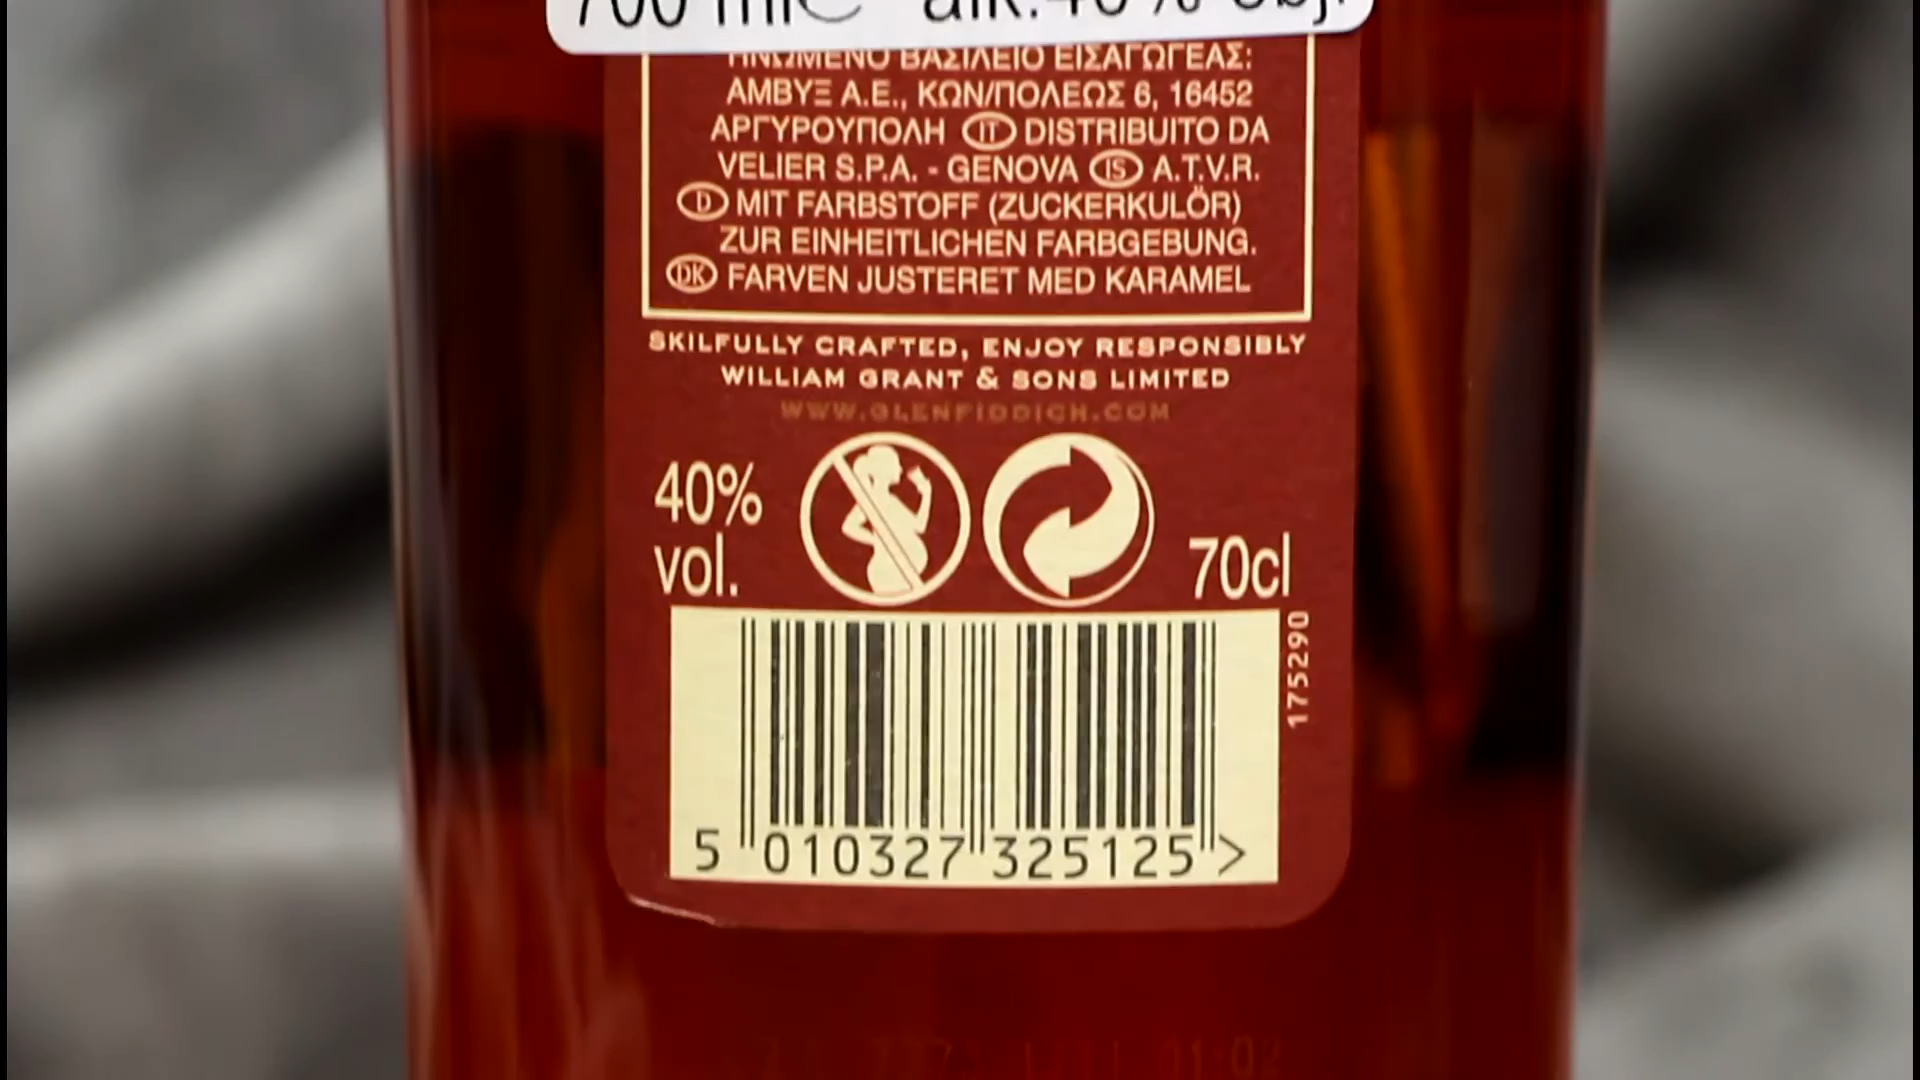 700 ml℮ alk.40% obj.
ΗΝΩΜΕΝΟ ΒΑΣΙΛΕΙΟ ΕΙΣΑΓΩΓΕΑΣ:
ΑΜΒΥΞ Α.Ε., ΚΩΝ/ΠΟΛΕΩΣ 6, 16452
ΑΡΓΥΡΟΥΠΟΛΗ IT DISTRIBUITO DA
VELIER S.P.A. - GENOVA IS A.T.V.R.
D MIT FARBSTOFF (ZUCKERKULÖR)
ZUR EINHEITLICHEN FARBGEBUNG.
DK FARVEN JUSTERET MED KARAMEL
SKILFULLY CRAFTED, ENJOY RESPONSIBLY
WILLIAM GRANT & SONS LIMITED
WWW.GLENFIDDICH.COM
40%
vol.
70cl
175290
5 010327 325125 >